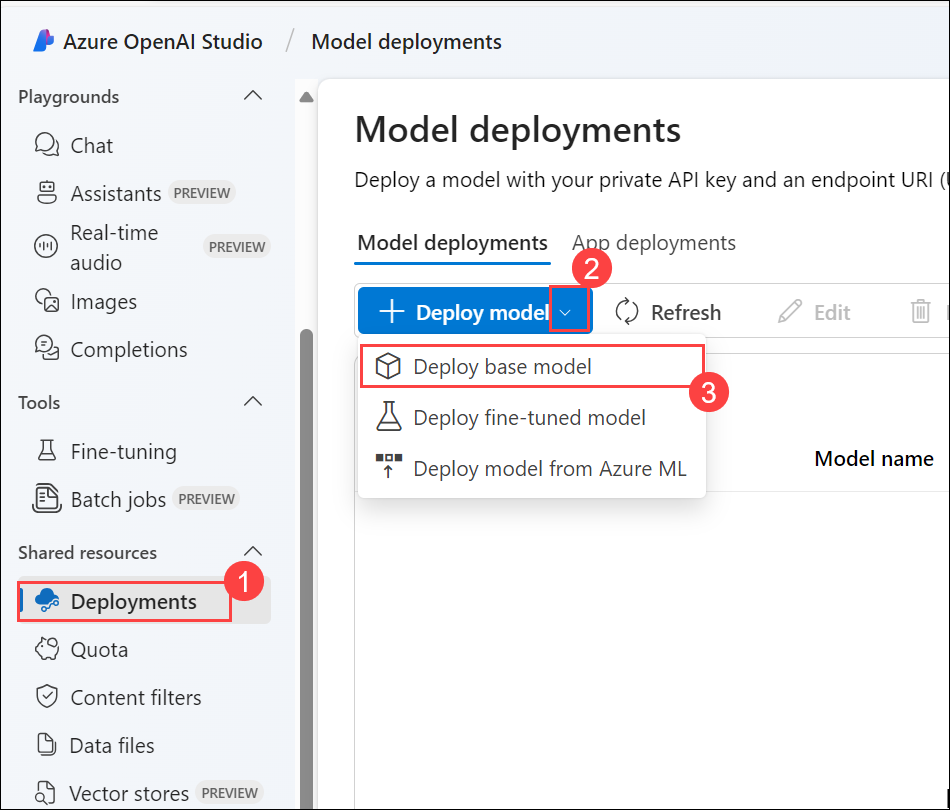 Azure OpenAI Studio / Model deployments
Playgrounds
Chat
Assistants PREVIEW
Real-time
audio
PREVIEW
Images
Completions
Tools
Fine-tuning
Batch jobs PREVIEW
Shared resources
1
Deployments
Quota
Content filters
Data files
Vector stores PREVIEW
Model deployments
Deploy a model with your private API key and an endpoint URI (
Model deployments App deployments
2
Deploy model Refresh Edit
Deploy base model
3
Deploy fine-tuned model
Deploy model from Azure ML
Model name